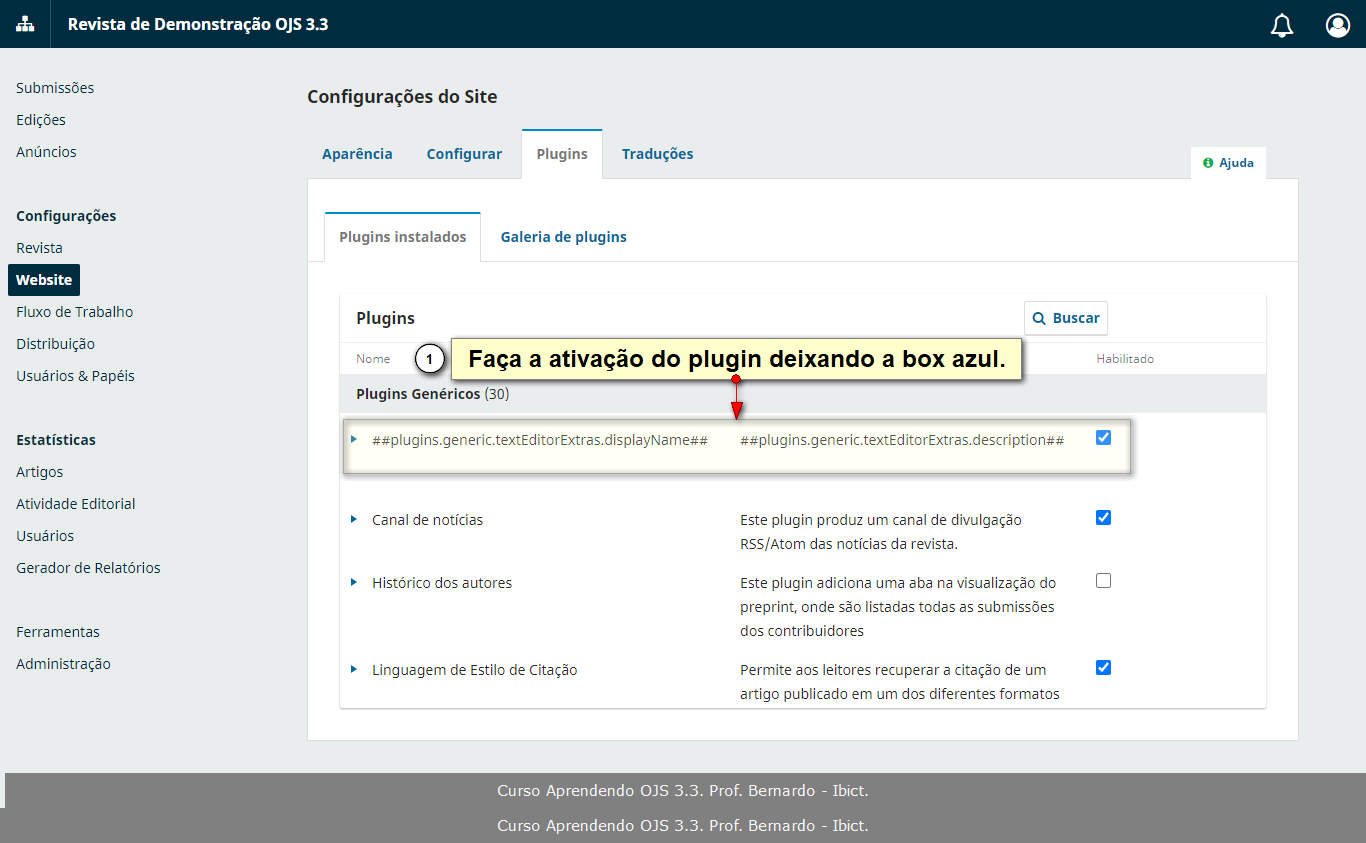 Revista de Demonstração OJS 3.3
Submissões
Edições
Anúncios
Configurações
Revista
Website
Fluxo de Trabalho
Distribuição
Usuários & Papéis
Estatísticas
Artigos
Atividade Editorial
Usuários
Gerador de Relatórios
Ferramentas
Administração
Configurações do Site
Aparência
Configurar
Plugins
Traduções
Ajuda
Plugins instalados
Galeria de plugins
Plugins
Buscar
Nome
1
Faça a ativação do plugin deixando a box azul.
Habilitado
Plugins Genéricos (30)
##plugins.generic.textEditorExtras.displayName##
##plugins.generic.textEditorExtras.description##
Canal de notícias
Este plugin produz um canal de divulgação
RSS/Atom das notícias da revista.
Histórico dos autores
Este plugin adiciona uma aba na visualização do
preprint, onde são listadas todas as submissões
dos contribuidores
Linguagem de Estilo de Citação
Permite aos leitores recuperar a citação de um
artigo publicado em um dos diferentes formatos
Curso Aprendendo OJS 3.3. Prof. Bernardo - Ibict.
Curso Aprendendo OJS 3.3. Prof. Bernardo - Ibict.